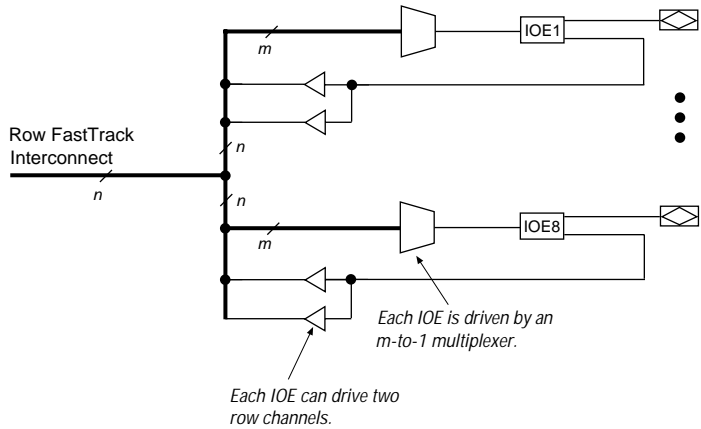 m
IOE1
Row FastTrack
Interconnect
n
n
n
m
IOE8
Each IOE is driven by an
m-to-1 multiplexer.
Each IOE can drive two
row channels.